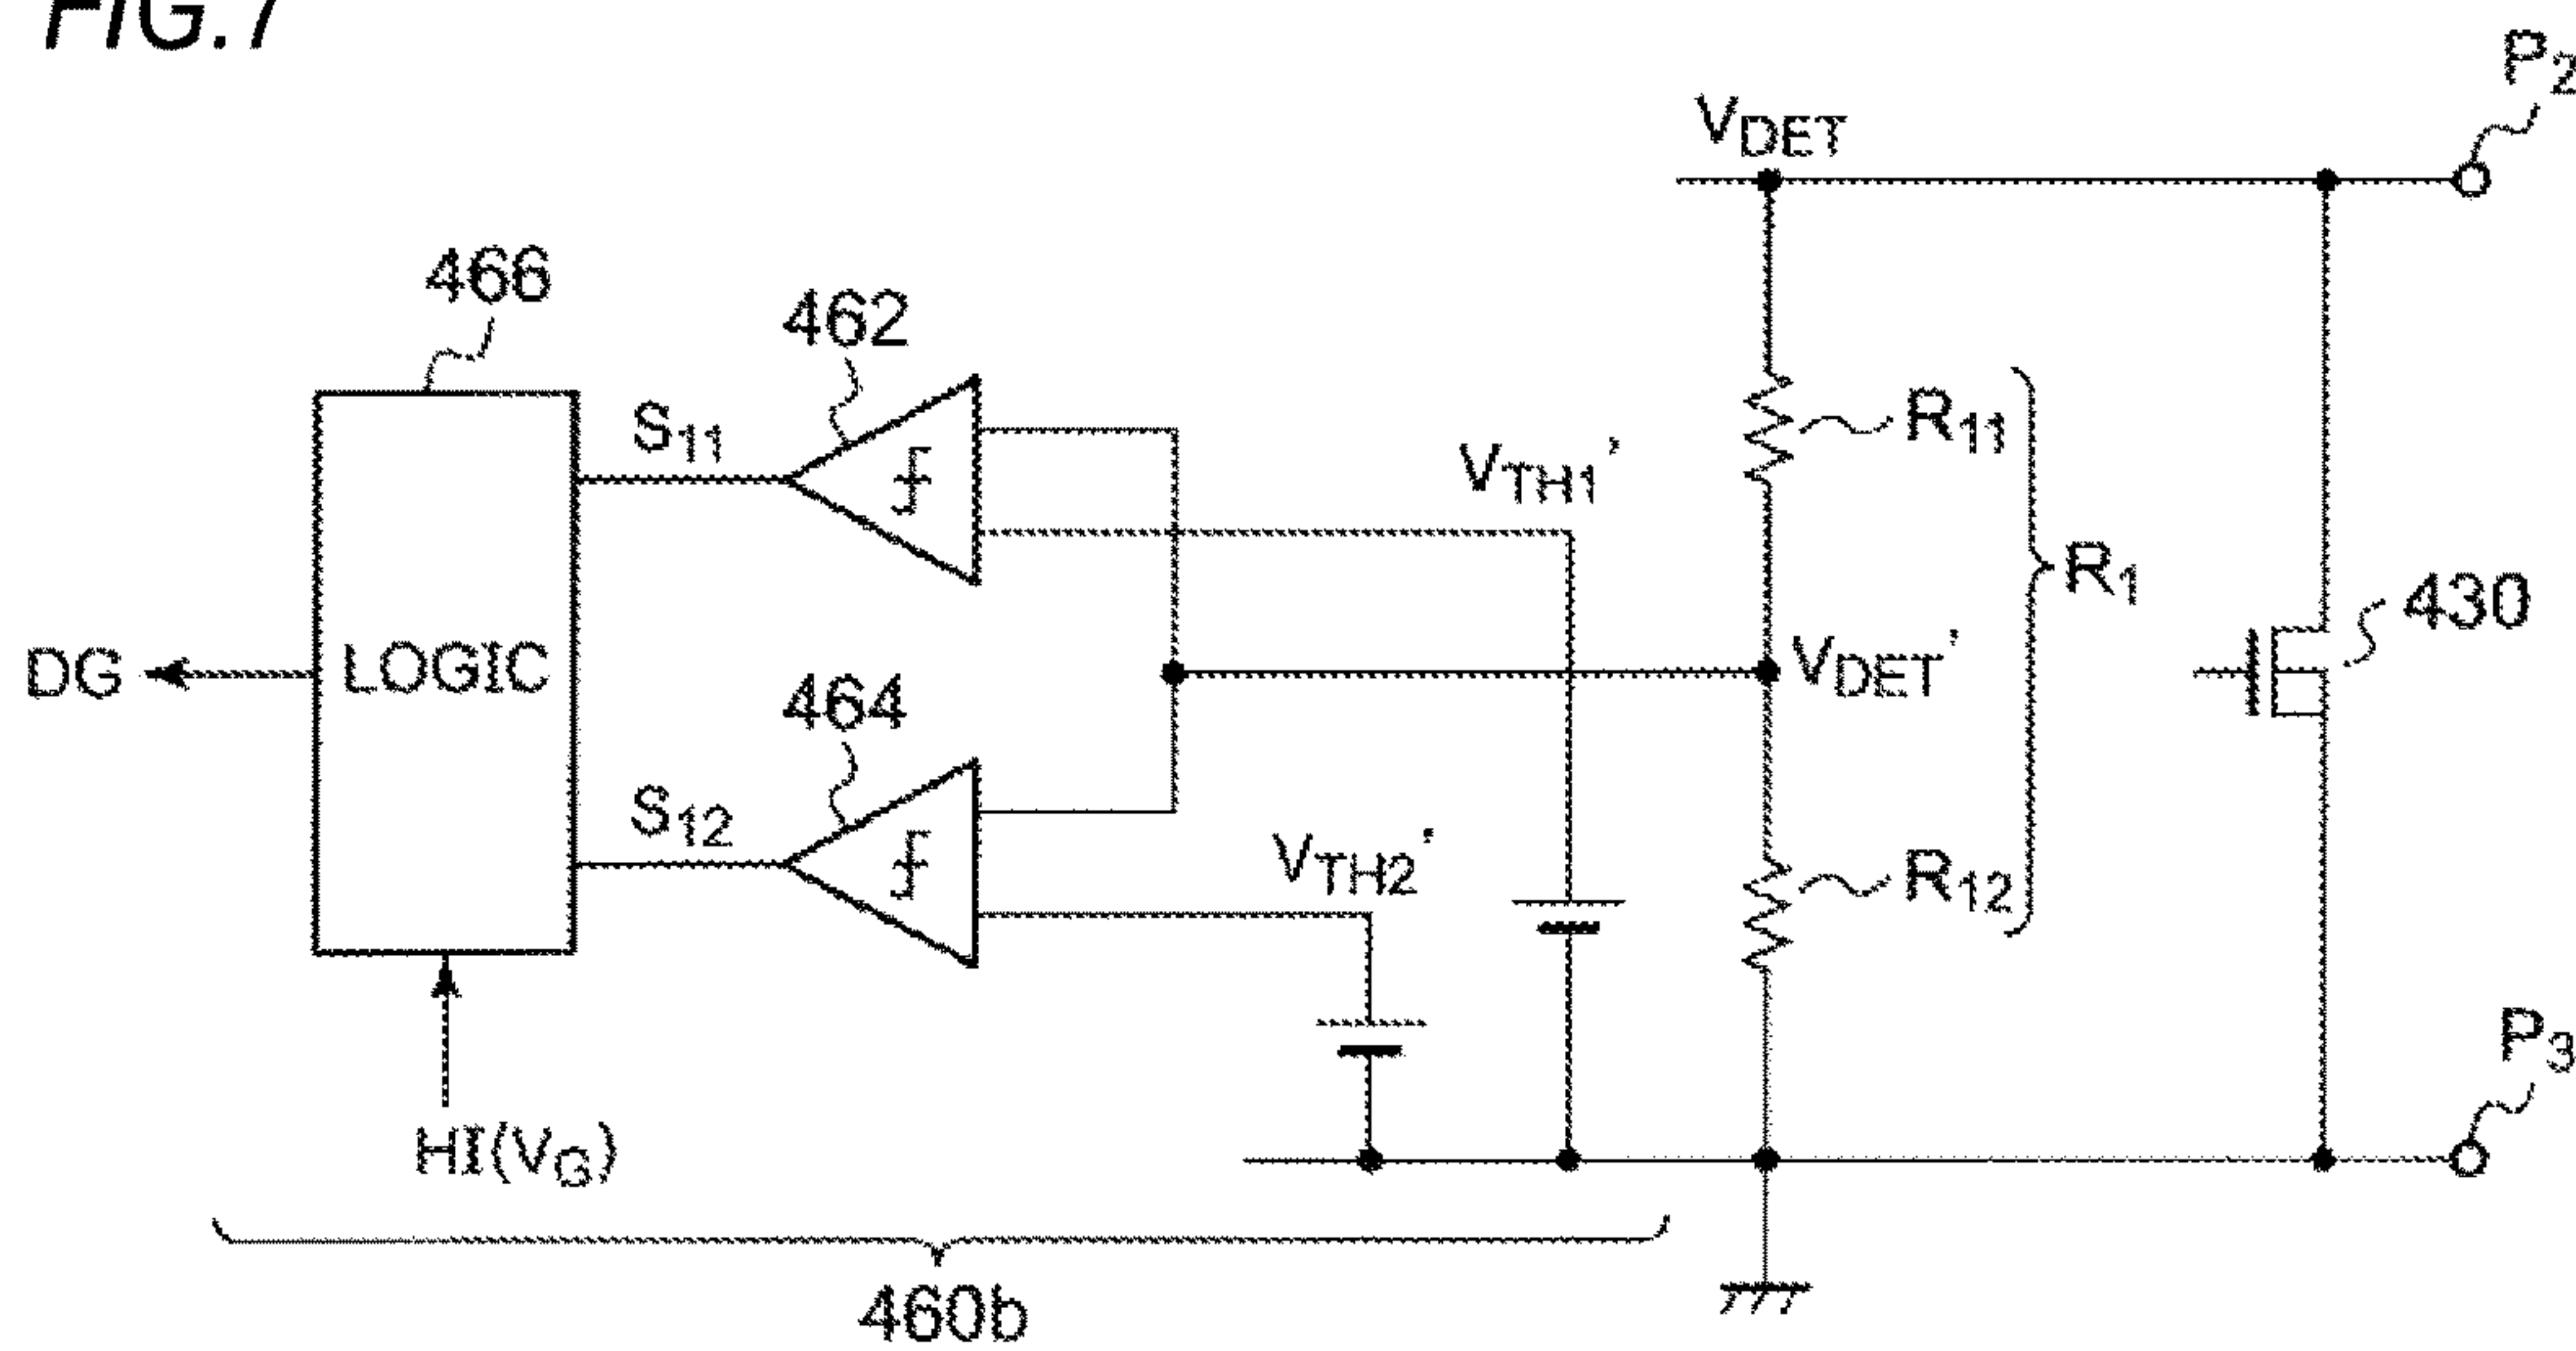 FIG.7
P2
VDET
466
462
S11
R11
VTH1'
R1
430
DG
LOGIC
VDET'
464
S12
VTH2'
R12
P3
HI(VG)
460b